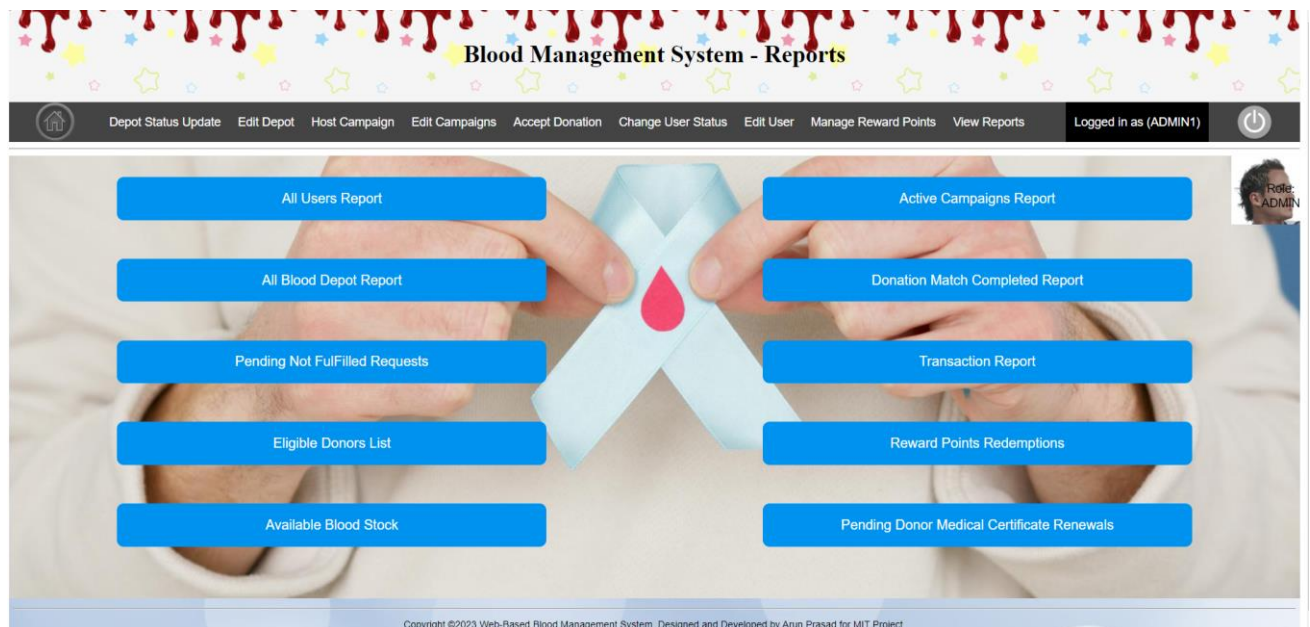 Blood Management System - Reports
Depot Status Update Edit Depot Host Campaign Edit Campaigns Accept Donation Change User Status Edit User Manage Reward Points View Reports Logged in as (ADMIN1)
Role:
ADMIN
All Users Report
Active Campaigns Report
All Blood Depot Report
Donation Match Completed Report
Pending Not FulFilled Requests
Transaction Report
Eligible Donors List
Reward Points Redemptions
Available Blood Stock
Pending Donor Medical Certificate Renewals
Copyright ©2023 Web-Based Blood Management System. Designed and Developed by Arun Prasad for MIT Project